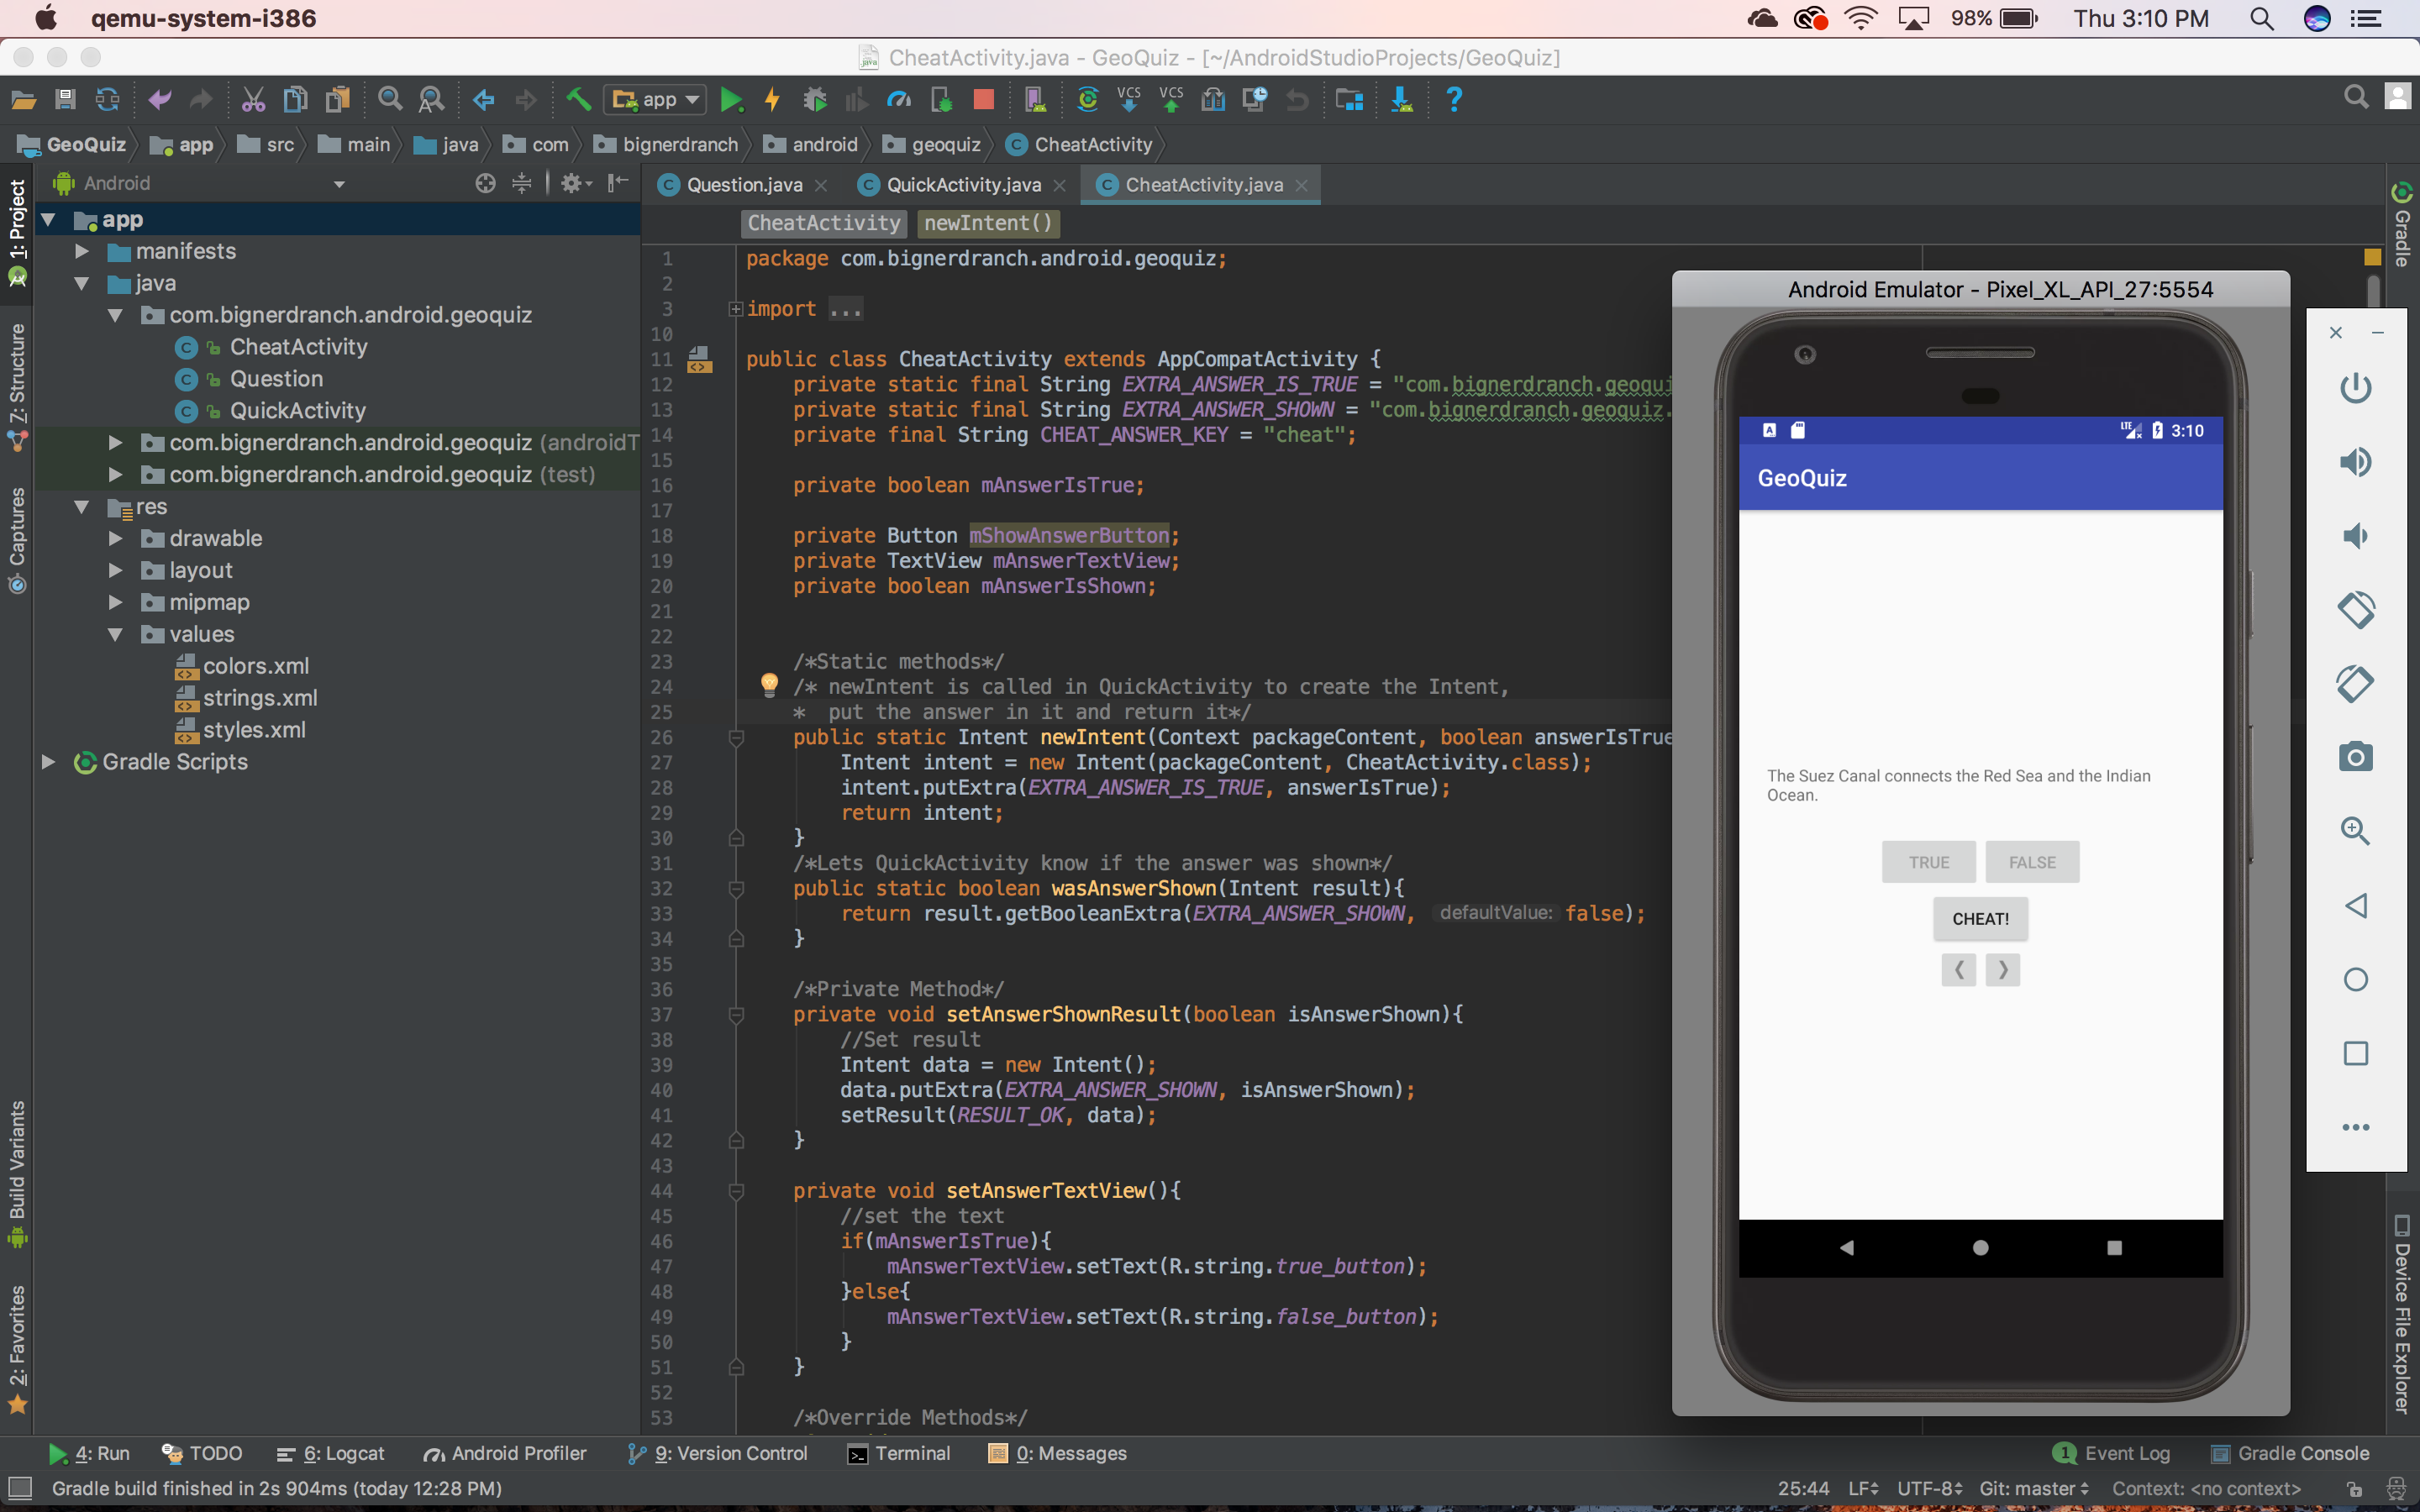 qemu-system-i386
98%
Thu 3:10 PM
CheatActivity.java - GeoQuiz - [~/AndroidStudioProjects/GeoQuiz]
app
VCS
VCS
GeoQuiz
app
src
main
java
com
bignerdranch
android
geoquiz
CheatActivity
1: Project
Z: Structure
Captures
Build Variants
2: Favorites
Android
app
manifests
java
com.bignerdranch.android.geoquiz
CheatActivity
Question
QuickActivity
com.bignerdranch.android.geoquiz (androidT
com.bignerdranch.android.geoquiz (test)
res
drawable
layout
mipmap
values
colors.xml
strings.xml
styles.xml
Gradle Scripts
Question.java
QuickActivity.java
CheatActivity.java
CheatActivity
newIntent()
1 package com.bignerdranch.android.geoquiz;
2
3 import ...
10
11 public class CheatActivity extends AppCompatActivity {
12 private static final String EXTRA_ANSWER_IS_TRUE = "com.bignerdranch.geoqui
13 private static final String EXTRA_ANSWER_SHOWN = "com.bignerdranch.geoquiz.
14 private final String CHEAT_ANSWER_KEY = "cheat";
15
16 private boolean mAnswerIsTrue;
17
18 private Button mShowAnswerButton;
19 private TextView mAnswerTextView;
20 private boolean mAnswerIsShown;
21
22
23 /*Static methods*/
24 /* newIntent is called in QuickActivity to create the Intent,
25 * put the answer in it and return it*/
26 public static Intent newIntent(Context packageContent, boolean answerIsTrue
27 Intent intent = new Intent(packageContent, CheatActivity.class);
28 intent.putExtra(EXTRA_ANSWER_IS_TRUE, answerIsTrue);
29 return intent;
30 }
31 /*Lets QuickActivity know if the answer was shown*/
32 public static boolean wasAnswerShown(Intent result){
33 return result.getBooleanExtra(EXTRA_ANSWER_SHOWN, defaultValue: false);
34 }
35
36 /*Private Method*/
37 private void setAnswerShownResult(boolean isAnswerShown){
38 //Set result
39 Intent data = new Intent();
40 data.putExtra(EXTRA_ANSWER_SHOWN, isAnswerShown);
41 setResult(RESULT_OK, data);
42 }
43
44 private void setAnswerTextView(){
45 //set the text
46 if(mAnswerIsTrue){
47 mAnswerTextView.setText(R.string.true_button);
48 }else{
49 mAnswerTextView.setText(R.string.false_button);
50 }
51 }
52
53 /*Override Methods*/
Android Emulator - Pixel_XL_API_27:5554
A
LTE
3:10
GeoQuiz
The Suez Canal connects the Red Sea and the Indian
Ocean.
TRUE
FALSE
CHEAT!
Gradle
Device File Explorer
4: Run
TODO
6: Logcat
Android Profiler
9: Version Control
Terminal
0: Messages
1 Event Log
Gradle Console
Gradle build finished in 2s 904ms (today 12:28 PM)
25:44
LF
UTF-8
Git: master
Context: <no context>